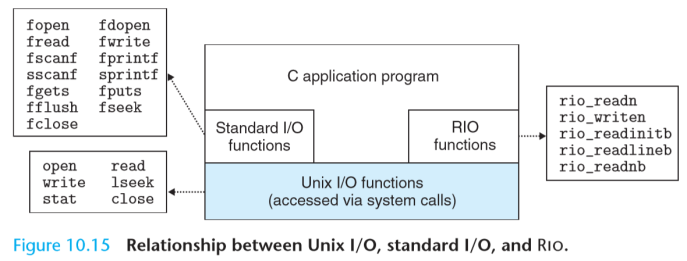 fopen fdopen
fread fwrite
fscanf fprintf
sscanf sprintf
fgets fputs
fflush fseek
fclose
C application program
Standard I/O
functions
RIO
functions
rio_readn
rio_writen
rio_readinitb
rio_readlineb
rio_readnb
open read
write lseek
stat close
Unix I/O functions
(accessed via system calls)
Figure 10.15 Relationship between Unix I/O, standard I/O, and RIO.